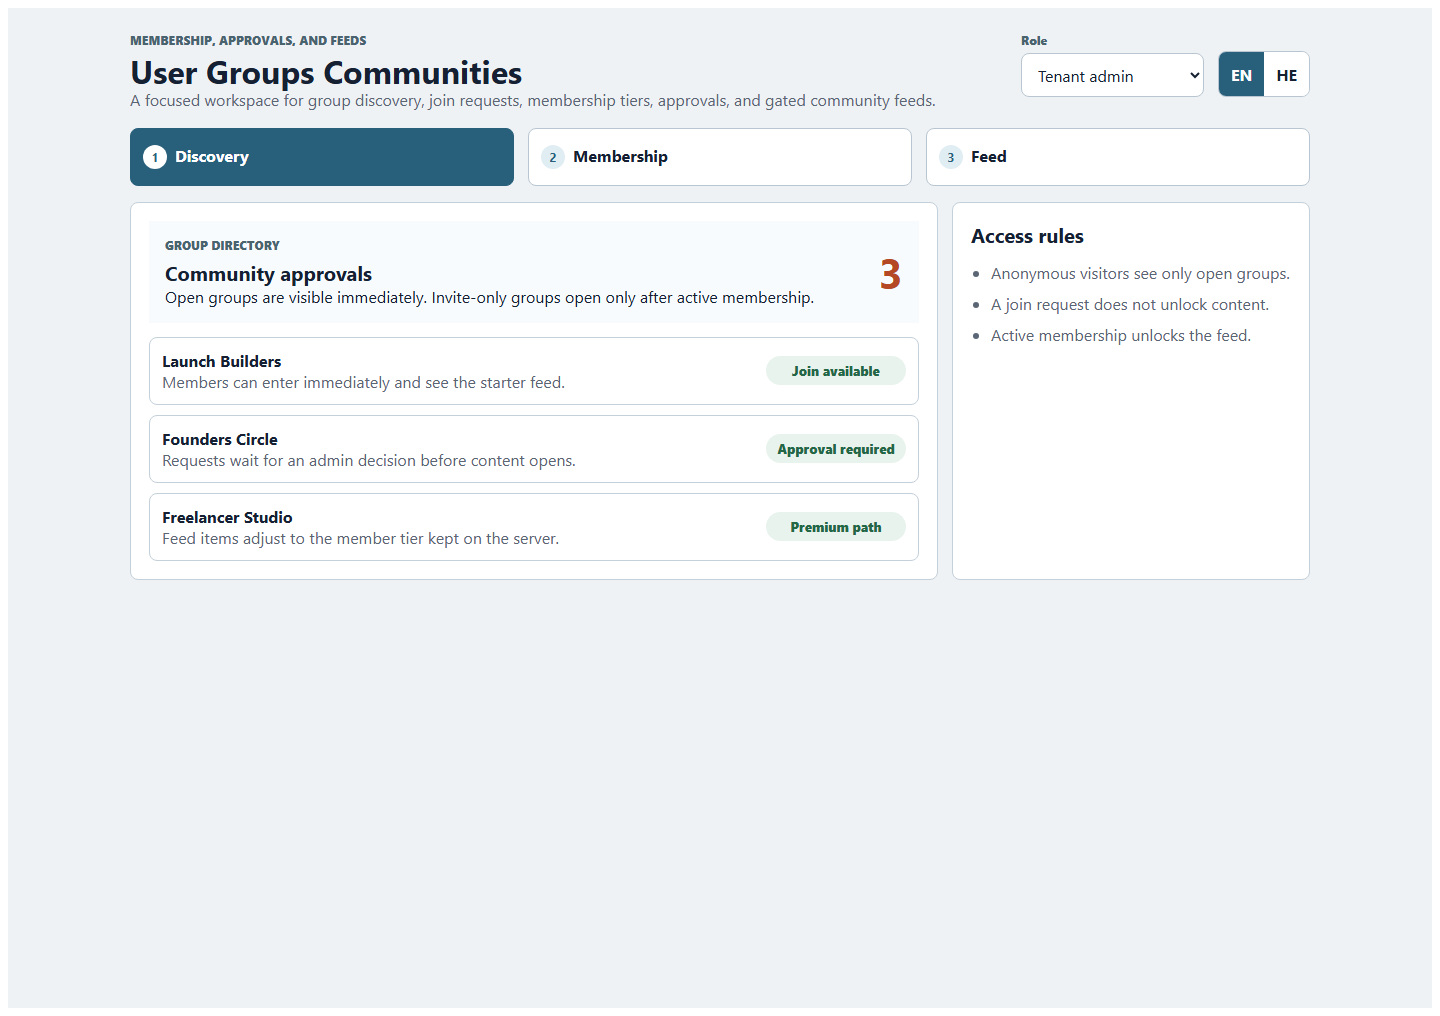 MEMBERSHIP, APPROVALS, AND FEEDS
User Groups Communities
A focused workspace for group discovery, join requests, membership tiers, approvals, and gated community feeds.
Role
Tenant admin
EN
HE
1 Discovery
2 Membership
3 Feed
GROUP DIRECTORY
Community approvals
Open groups are visible immediately. Invite-only groups open only after active membership.
3
Launch Builders
Members can enter immediately and see the starter feed.
Join available
Founders Circle
Requests wait for an admin decision before content opens.
Approval required
Freelancer Studio
Feed items adjust to the member tier kept on the server.
Premium path
Access rules
Anonymous visitors see only open groups.
A join request does not unlock content.
Active membership unlocks the feed.